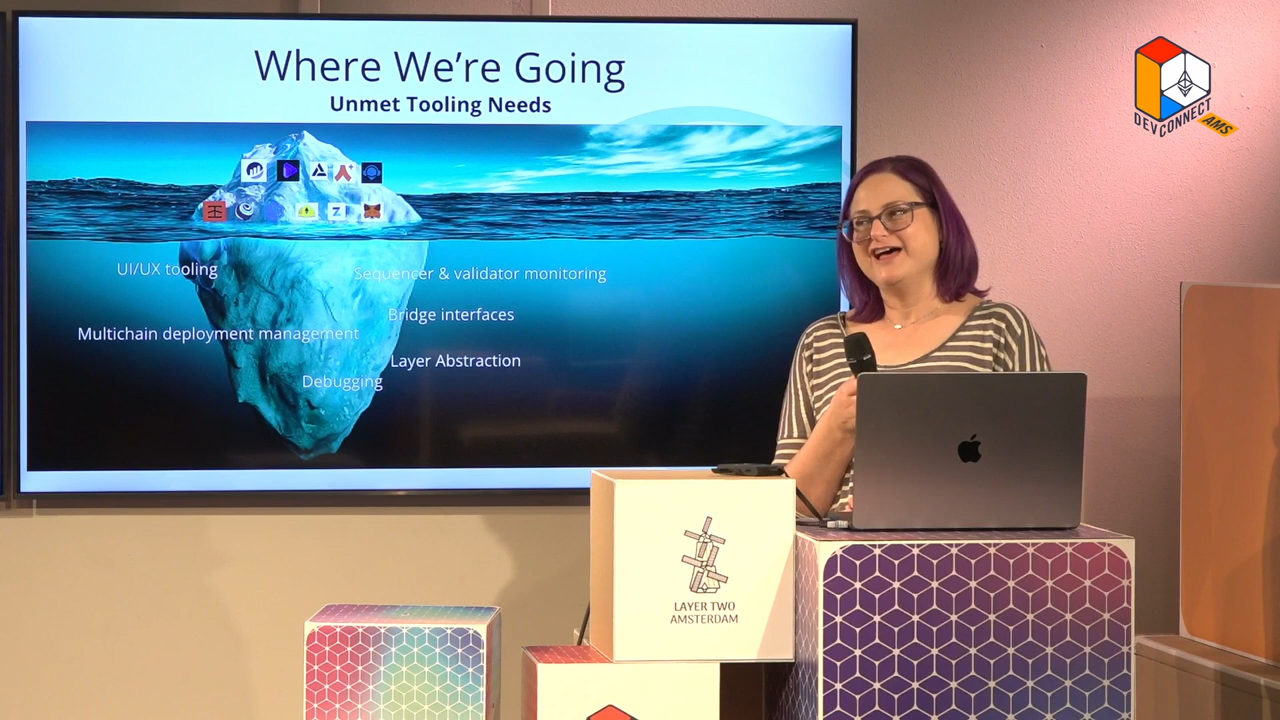 Where We're Going
Unmet Tooling Needs
UI/UX tooling
Sequencer & validator monitoring
Bridge interfaces
Multichain deployment management
Layer Abstraction
Debugging
DEVCONNECT
AMS
LAYER TWO
AMSTERDAM